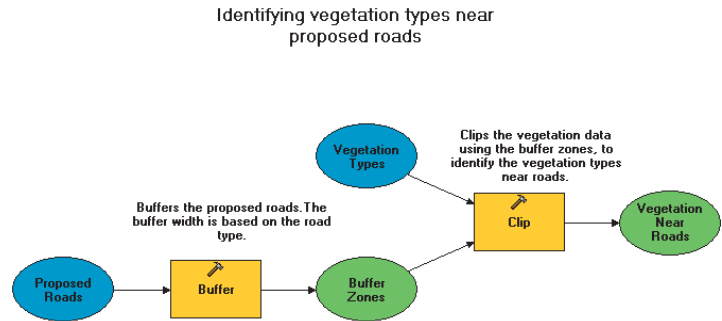 Identifying vegetation types near
proposed roads
Vegetation
Types
Clips the vegetation data
using the buffer zones, to
identify the vegetation types
near roads.
Buffers the proposed roads.The
buffer width is based on the road
type.
Clip
Vegetation
Near
Roads
Proposed
Roads
Buffer
Buffer
Zones